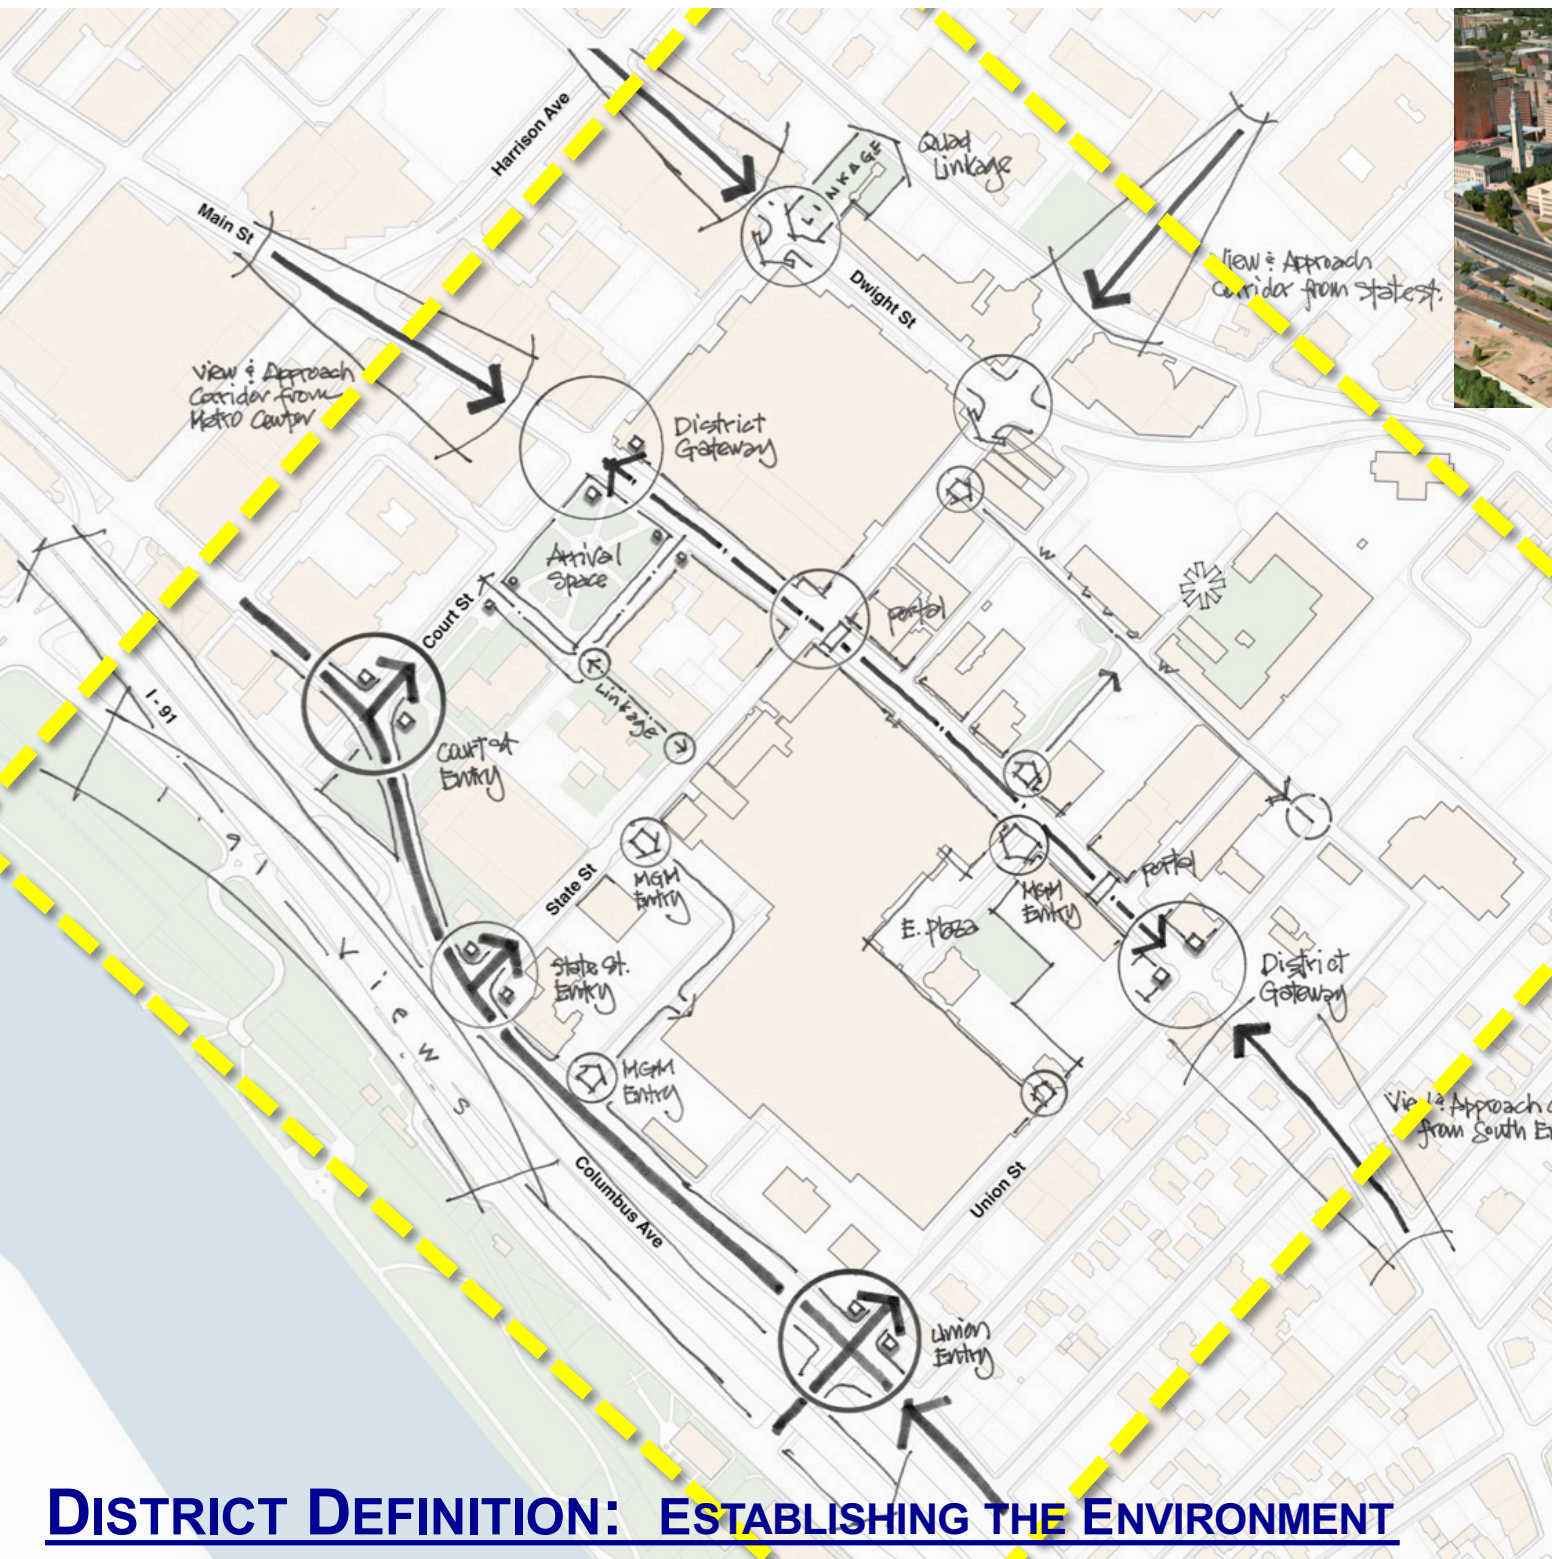 Harrison Ave
Quad
Linkage
LINKAGE
Main St
View & Approach
Corridor from State St.
Dwight St
View & Approach
Corridor from
Metro Center
District
Gateway
Arrival
Space
Court St
Portal
Linkage
I - 91
Court St
Entry
MGM
Entry
State St
MGM
Entry
Portal
E. Plaza
State St.
Entry
District
Gateway
I-91
Views
MGM
Entry
View & Approach
from South
Columbus Ave
Union St
Union
Entry
DISTRICT DEFINITION: ESTABLISHING THE ENVIRONMENT